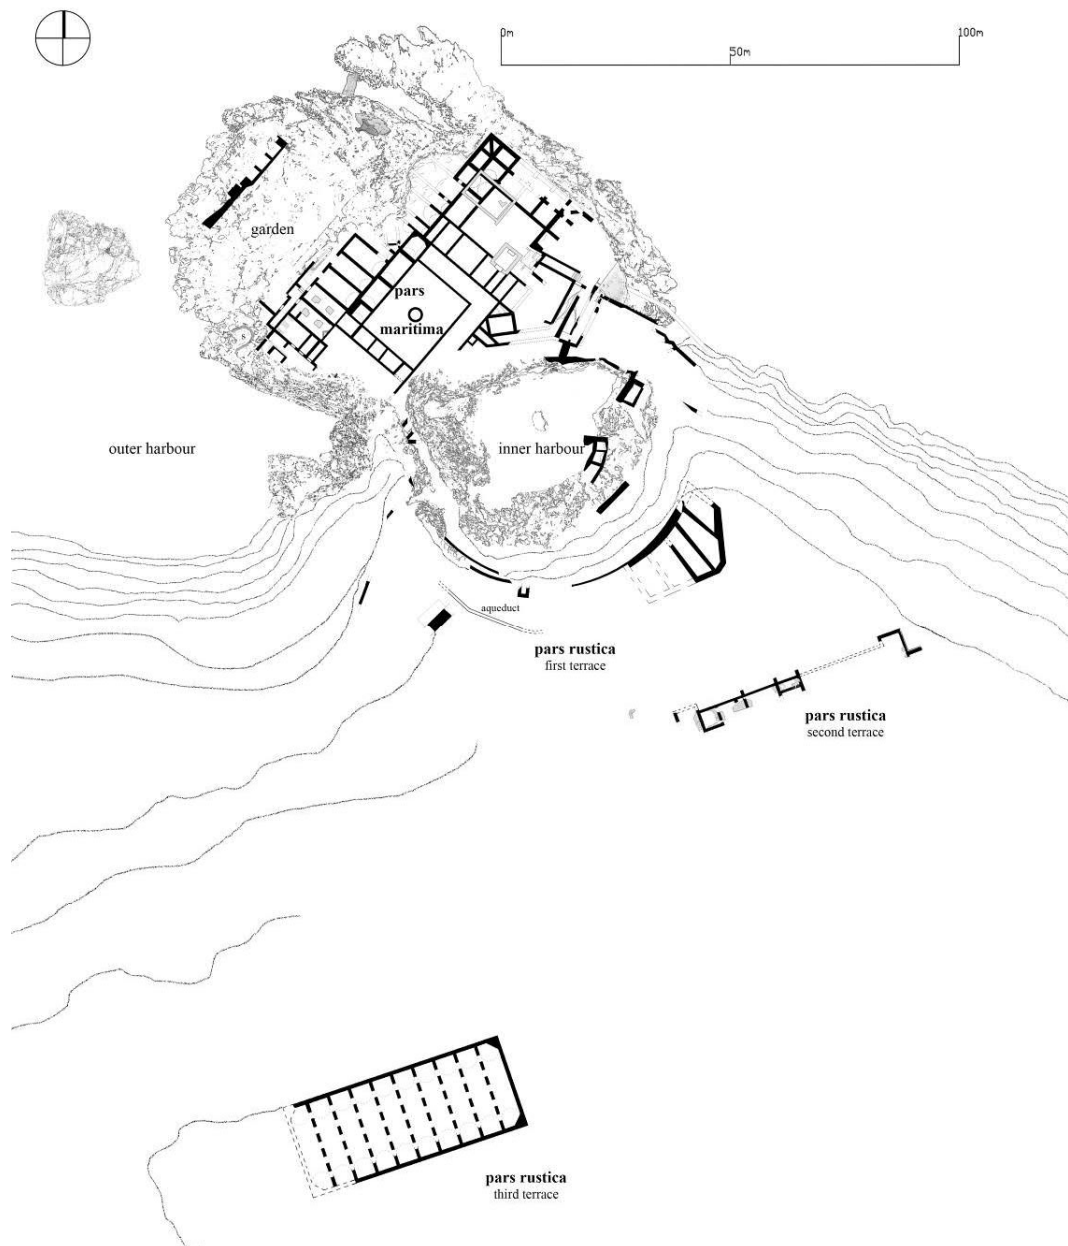 0m
50m
100m
garden
pars
maritima
s
outer harbour
inner harbour
aqueduct
pars rustica
first terrace
pars rustica
second terrace
pars rustica
third terrace